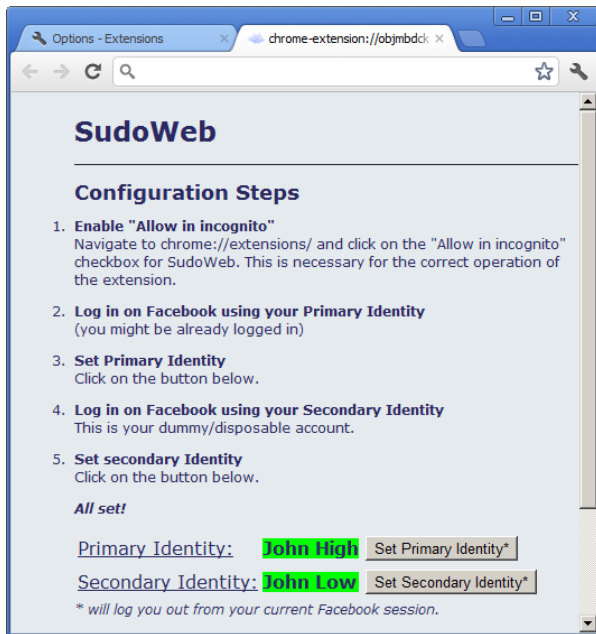 Options - Extensions
chrome-extension://objmbdck
SudoWeb
Configuration Steps
1. Enable "Allow in incognito"
Navigate to chrome://extensions/ and click on the "Allow in incognito"
checkbox for SudoWeb. This is necessary for the correct operation of
the extension.
2. Log in on Facebook using your Primary Identity
(you might be already logged in)
3. Set Primary Identity
Click on the button below.
4. Log in on Facebook using your Secondary Identity
This is your dummy/disposable account.
5. Set secondary Identity
Click on the button below.
All set!
Primary Identity: John High Set Primary Identity*
Secondary Identity: John Low Set Secondary Identity*
* will log you out from your current Facebook session.